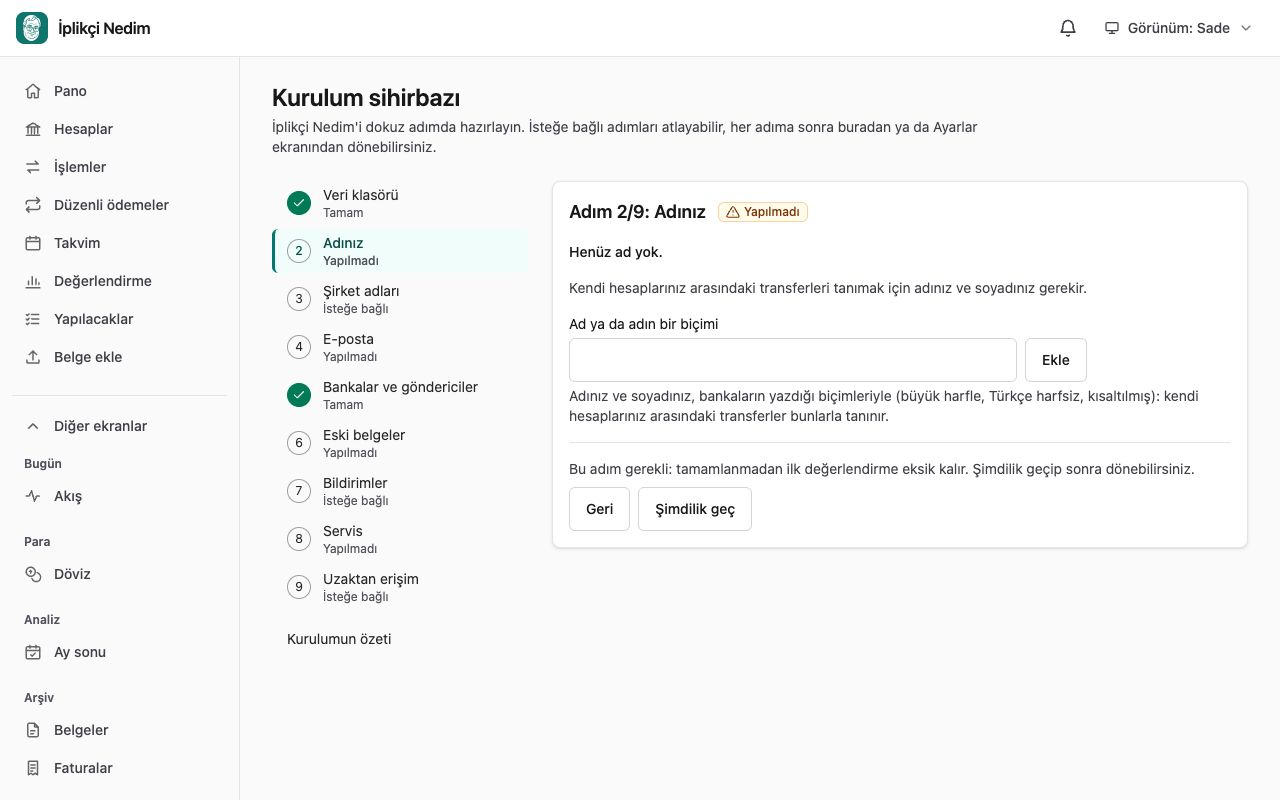 İplikçi Nedim
Görünüm: Sade
Pano
Hesaplar
İşlemler
Düzenli ödemeler
Takvim
Değerlendirme
Yapılacaklar
Belge ekle
Diğer ekranlar
Bugün
Akış
Para
Döviz
Analiz
Ay sonu
Arşiv
Belgeler
Faturalar
Kurulum sihirbazı
İplikçi Nedim'i dokuz adımda hazırlayın. İsteğe bağlı adımları atlayabilir, her adıma sonra buradan ya da Ayarlar
ekranından dönebilirsiniz.
Veri klasörü
Tamam
2
Adınız
Yapılmadı
3
Şirket adları
İsteğe bağlı
4
E-posta
Yapılmadı
Bankalar ve göndericiler
Tamam
6
Eski belgeler
Yapılmadı
7
Bildirimler
İsteğe bağlı
8
Servis
Yapılmadı
9
Uzaktan erişim
İsteğe bağlı
Kurulumun özeti
Adım 2/9: Adınız
Yapılmadı
Henüz ad yok.
Kendi hesaplarınız arasındaki transferleri tanımak için adınız ve soyadınız gerekir.
Ad ya da adın bir biçimi
Ekle
Adınız ve soyadınız, bankaların yazdığı biçimleriyle (büyük harfle, Türkçe harfsiz, kısaltılmış): kendi
hesaplarınız arasındaki transferler bunlarla tanınır.
Bu adım gerekli: tamamlanmadan ilk değerlendirme eksik kalır. Şimdilik geçip sonra dönebilirsiniz.
Geri
Şimdilik geç